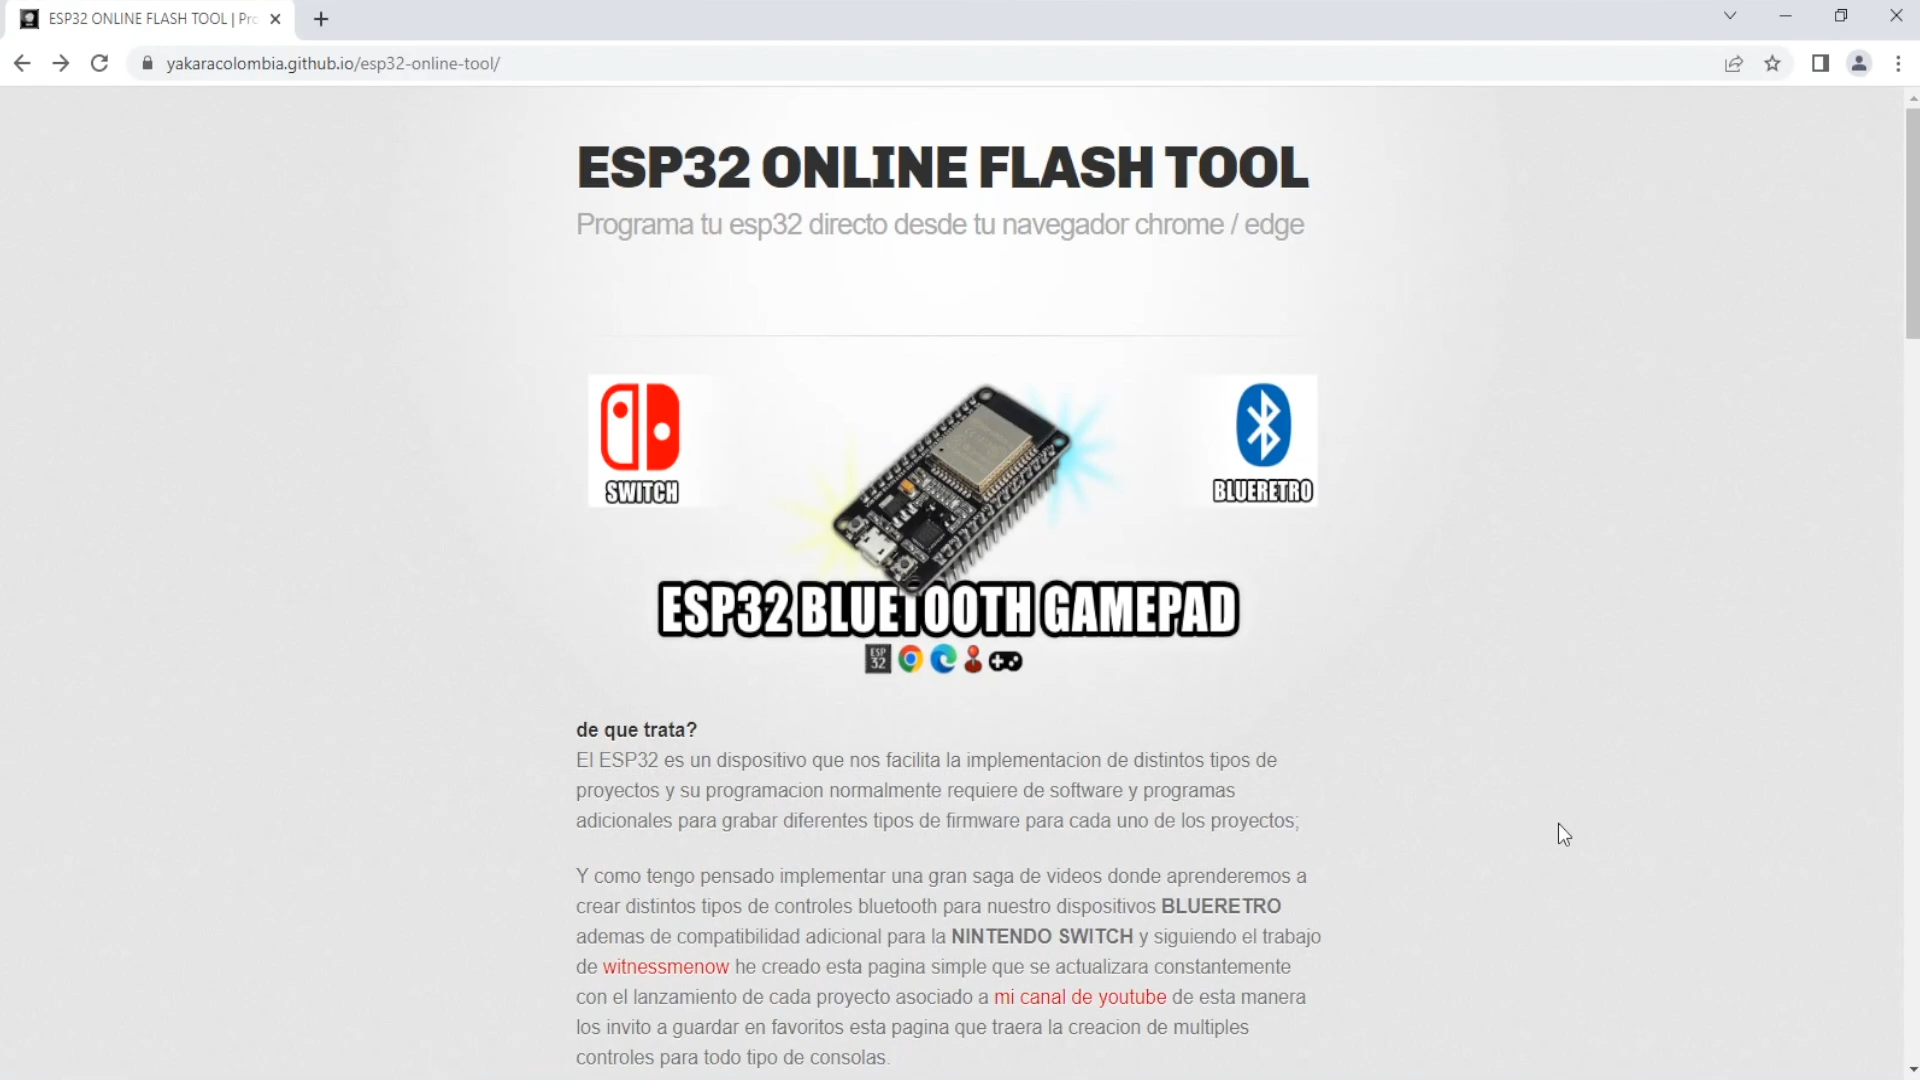 ESP32 ONLINE FLASH TOOL | Pro
yakaracolombia.github.io/esp32-online-tool/
ESP32 ONLINE FLASH TOOL
Programa tu esp32 directo desde tu navegador chrome / edge
SWITCH
BLUERETRO
ESP32 BLUETOOTH GAMEPAD
ESP
32
de que trata?
El ESP32 es un dispositivo que nos facilita la implementacion de distintos tipos de
proyectos y su programacion normalmente requiere de software y programas
adicionales para grabar diferentes tipos de firmware para cada uno de los proyectos;
Y como tengo pensado implementar una gran saga de videos donde aprenderemos a
crear distintos tipos de controles bluetooth para nuestro dispositivos BLUERETRO
ademas de compatibilidad adicional para la NINTENDO SWITCH y siguiendo el trabajo
de witnessmenow he creado esta pagina simple que se actualizara constantemente
con el lanzamiento de cada proyecto asociado a mi canal de youtube de esta manera
los invito a guardar en favoritos esta pagina que traera la creacion de multiples
controles para todo tipo de consolas.